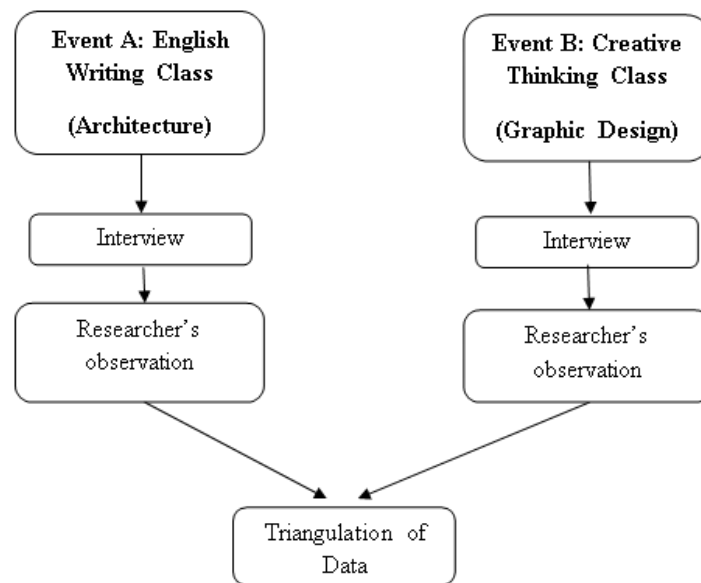 Event A: English
Writing Class
(Architecture)
Event B: Creative
Thinking Class
(Graphic Design)
Interview
Interview
Researcher's
observation
Researcher's
observation
Triangulation of
Data